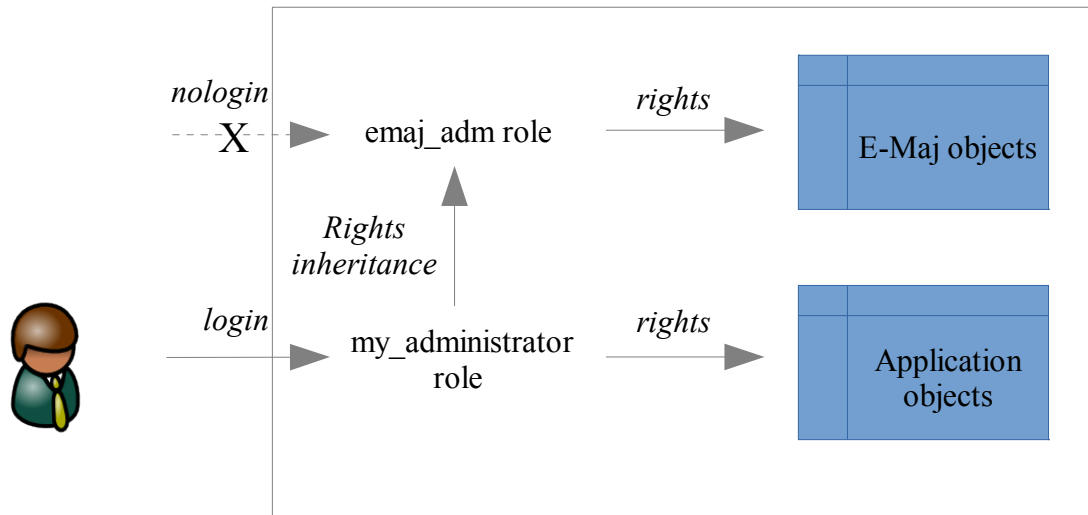 nologin
X
emaj_adm role
rights
E-Maj objects
Rights
inheritance
login
my_administrator
role
rights
Application
objects